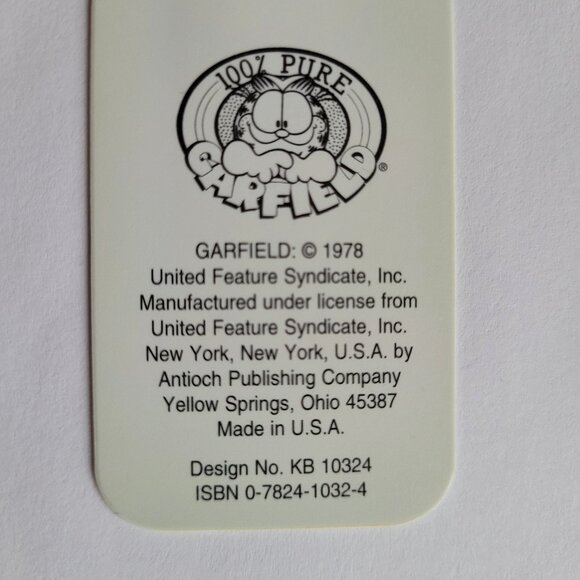 100% PURE
GARFIELD®
GARFIELD: © 1978
United Feature Syndicate, Inc.
Manufactured under license from
United Feature Syndicate, Inc.
New York, New York, U.S.A. by
Antioch Publishing Company
Yellow Springs, Ohio 45387
Made in U.S.A.
Design No. KB 10324
ISBN 0-7824-1032-4